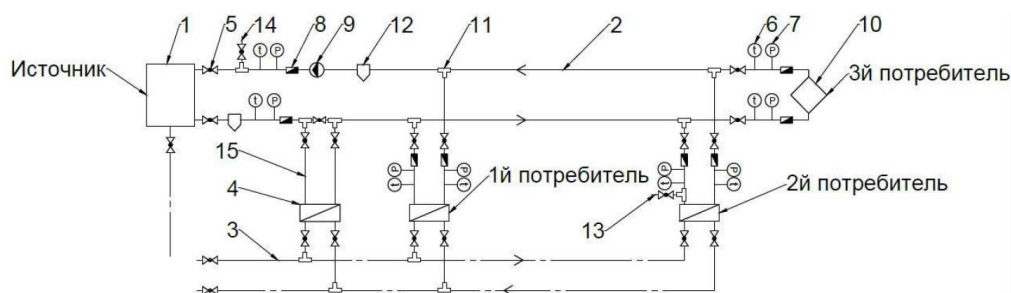 1 5 14 8 9 12 11 2 6 7 10
t P t P
Источник
3й потребитель
t P t P
15
P P P P
1й потребитель
t t t t
2й потребитель
4
3
13